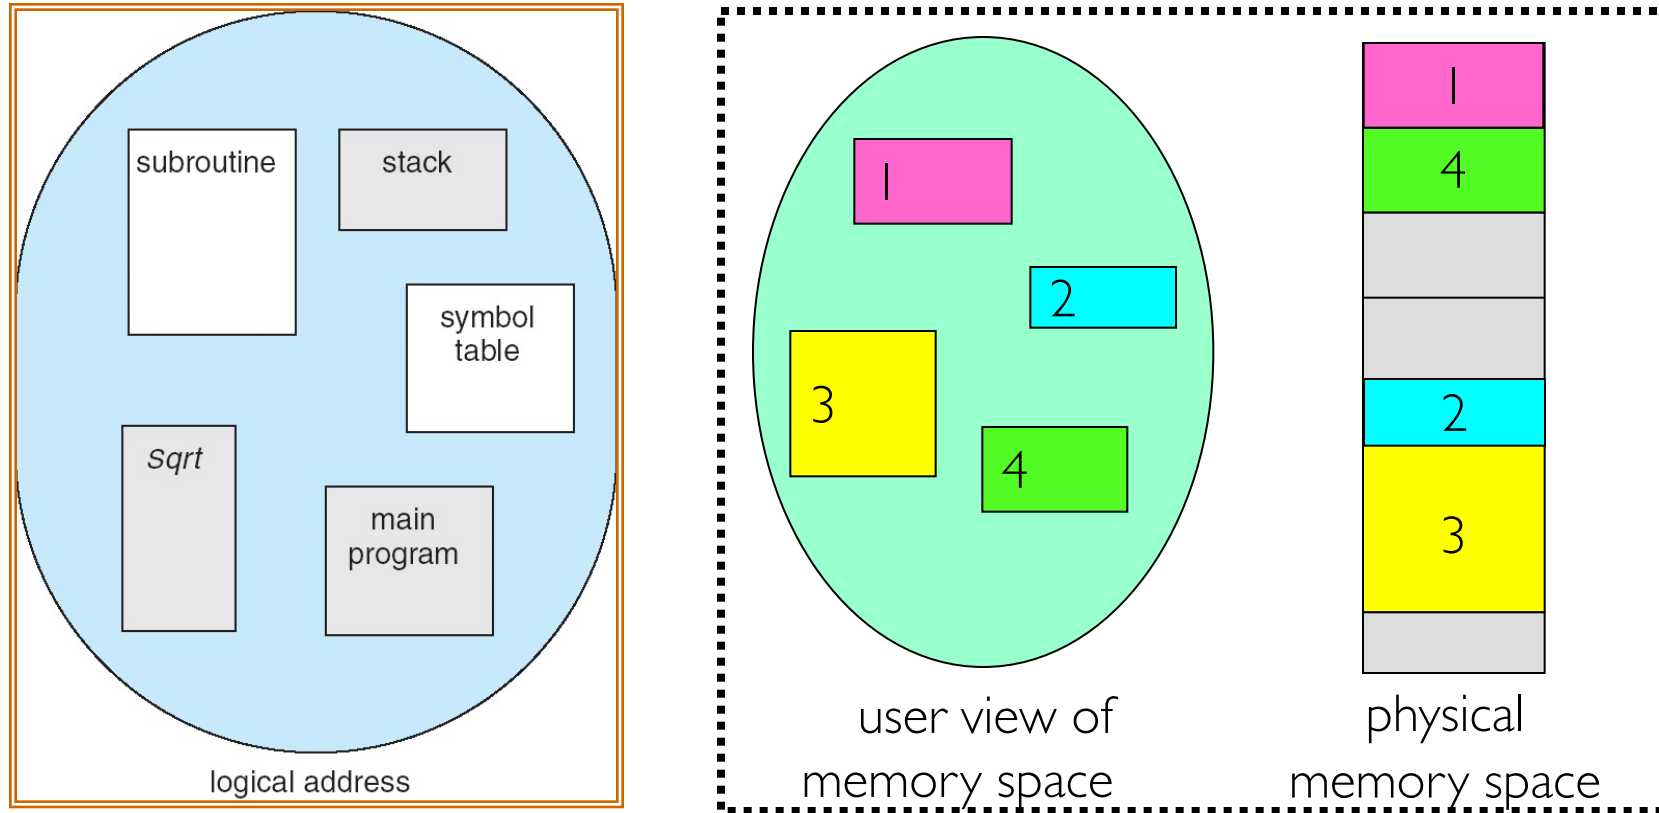 subroutine
stack
symbol
table
Sqrt
main
program
logical address
1
2
3
4
user view of
memory space
1
4
2
3
physical
memory space